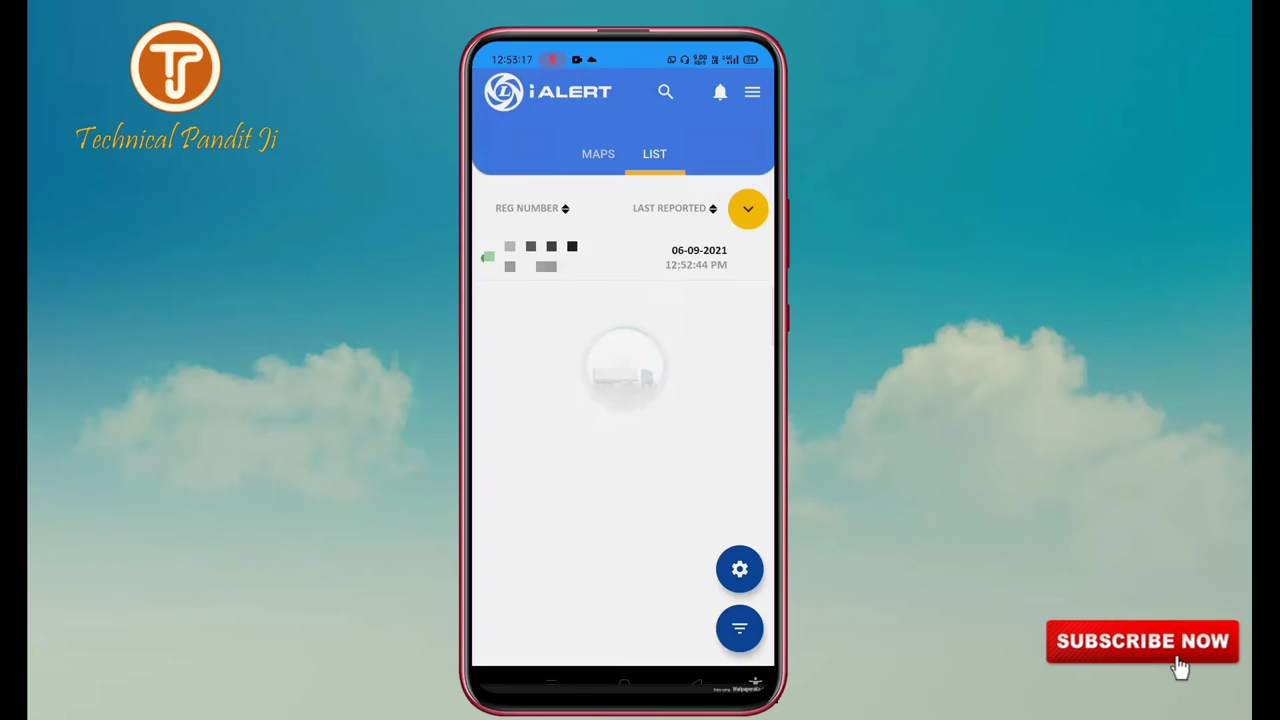 Technical Pandit Ji
12:53:17
i ALERT
MAPS LIST
REG NUMBER LAST REPORTED
06-09-2021
12:52:44 PM
SUBSCRIBE NOW